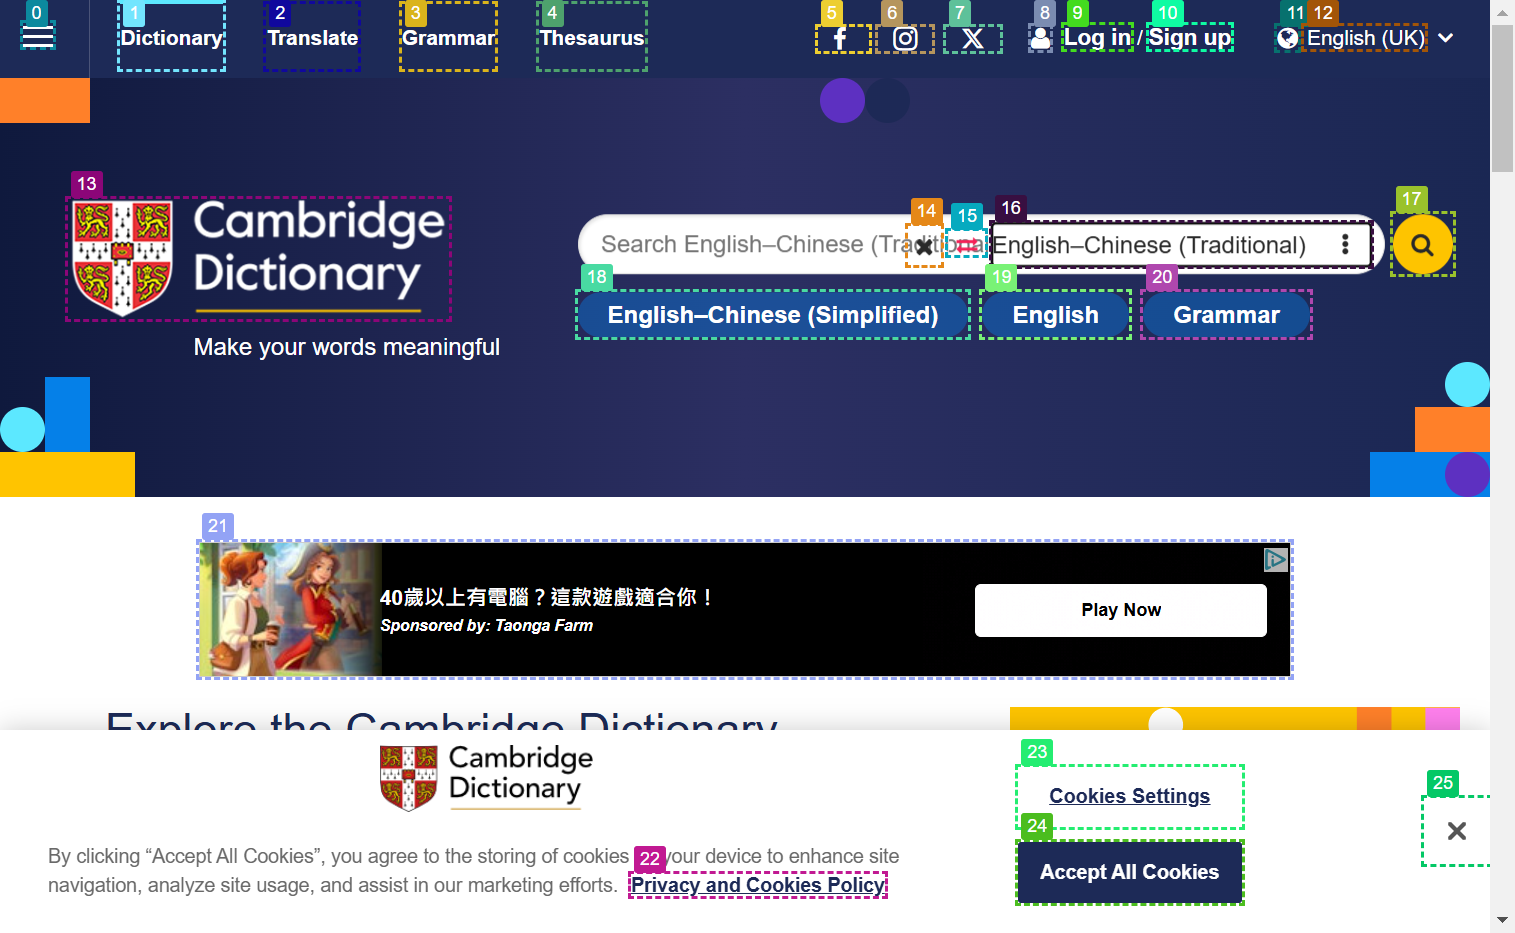 0 1 2 3 4 5 6 7 8 9 10 11 12
Dictionary Translate Grammar Thesaurus Log in / Sign up English (UK)
13
Cambridge
Dictionary
Make your words meaningful
14 15 16 17
Search English–Chinese (Traditional English–Chinese (Traditional)
18 19 20
English–Chinese (Simplified) English Grammar
21
40歲以上有電腦？這款遊戲適合你！
Sponsored by: Taonga Farm
Play Now
Explore the Cambridge Dictionary
Cambridge
Dictionary
By clicking “Accept All Cookies”, you agree to the storing of cookies 22 your device to enhance site
navigation, analyze site usage, and assist in our marketing efforts. Privacy and Cookies Policy
23
Cookies Settings
24
Accept All Cookies
25